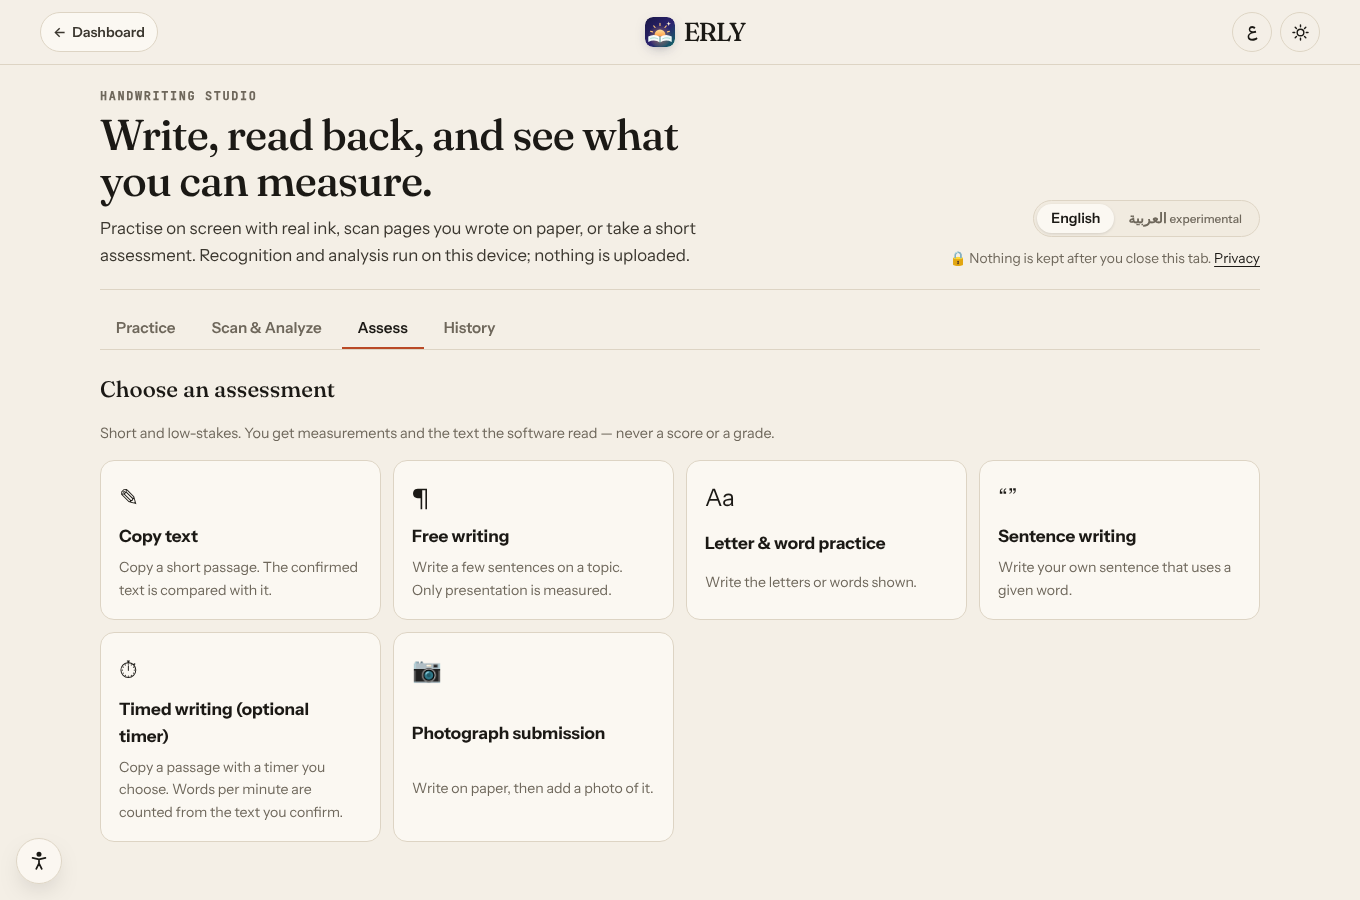 ← Dashboard
ERLY
ع
HANDWRITING STUDIO
Write, read back, and see what
you can measure.
Practise on screen with real ink, scan pages you wrote on paper, or take a short
assessment. Recognition and analysis run on this device; nothing is uploaded.
English العربية experimental
🔒 Nothing is kept after you close this tab. Privacy
Practice Scan & Analyze Assess History
Choose an assessment
Short and low-stakes. You get measurements and the text the software read — never a score or a grade.
✎
Copy text
Copy a short passage. The confirmed
text is compared with it.
¶
Free writing
Write a few sentences on a topic.
Only presentation is measured.
Aa
Letter & word practice
Write the letters or words shown.
“”
Sentence writing
Write your own sentence that uses a
given word.
⏱
Timed writing (optional
timer)
Copy a passage with a timer you
choose. Words per minute are
counted from the text you confirm.
📷
Photograph submission
Write on paper, then add a photo of it.